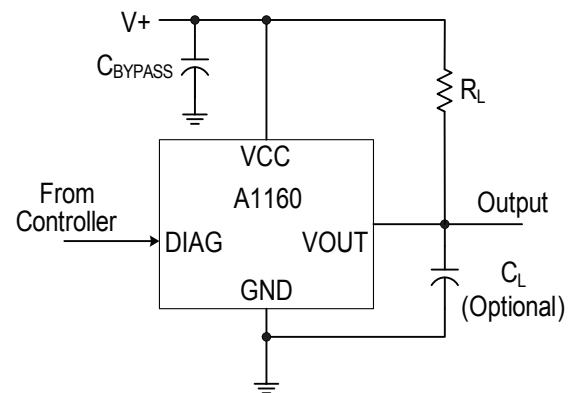 V+
CBYPASS
RL
VCC
A1160
From
Controller
DIAG
VOUT
Output
GND
CL
(Optional)